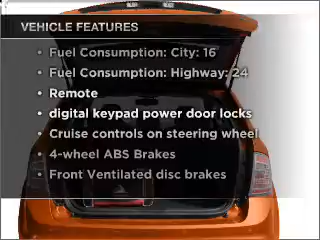 VEHICLE FEATURES
• Fuel Consumption: City: 16
• Fuel Consumption: Highway: 24
• Remote
• digital keypad power door locks
• Cruise controls on steering wheel
• 4-wheel ABS Brakes
• Front Ventilated disc brakes